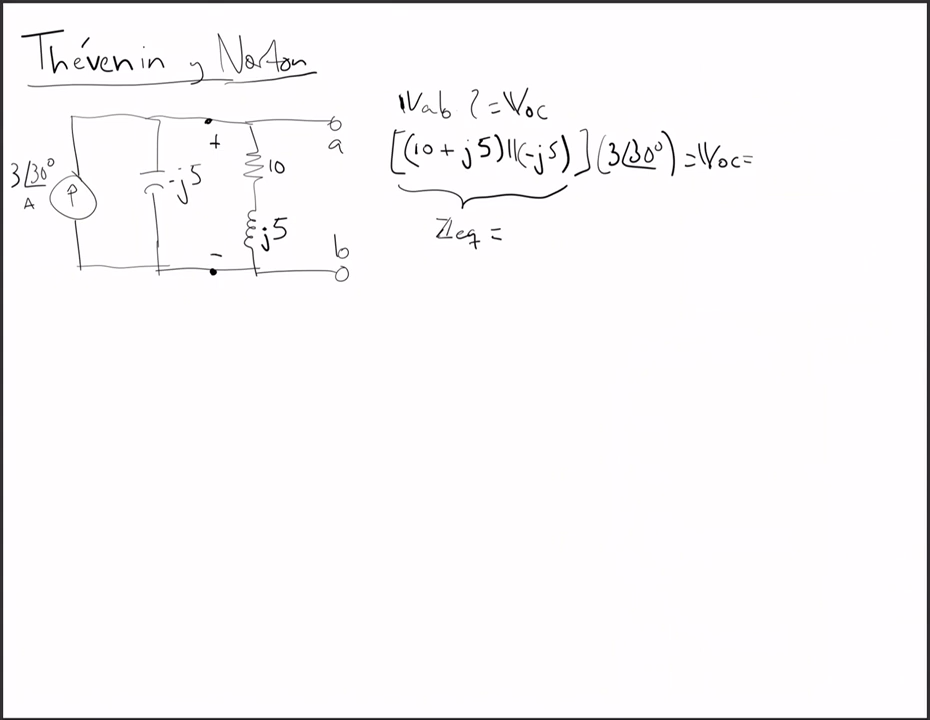 Thévenin y Norton
Vab ? = Voc
[(10 + j5)||(-j5)](3∠30°) = Voc =
Zeq =
3∠30°
A
-j5
+
10
j5
-
a
b